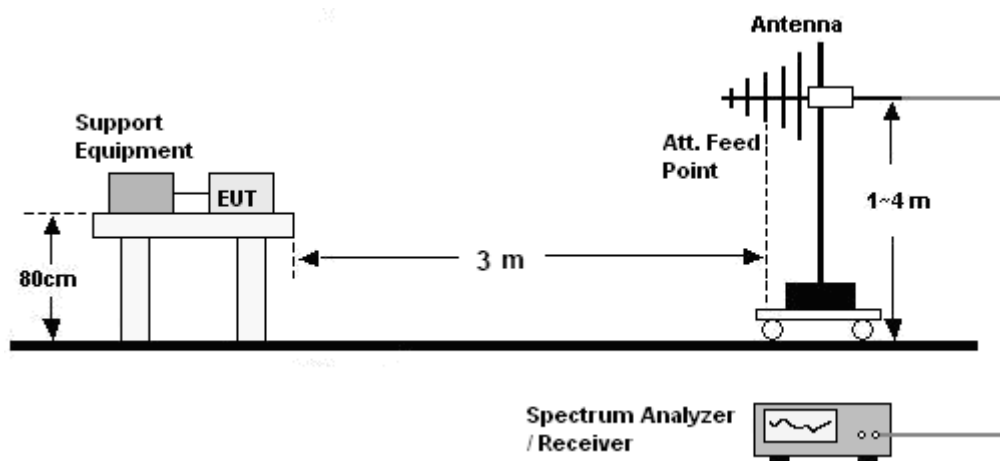 Antenna
Support
Equipment
Att. Feed
Point
EUT
1~4 m
3 m
80cm
Spectrum Analyzer
/ Receiver